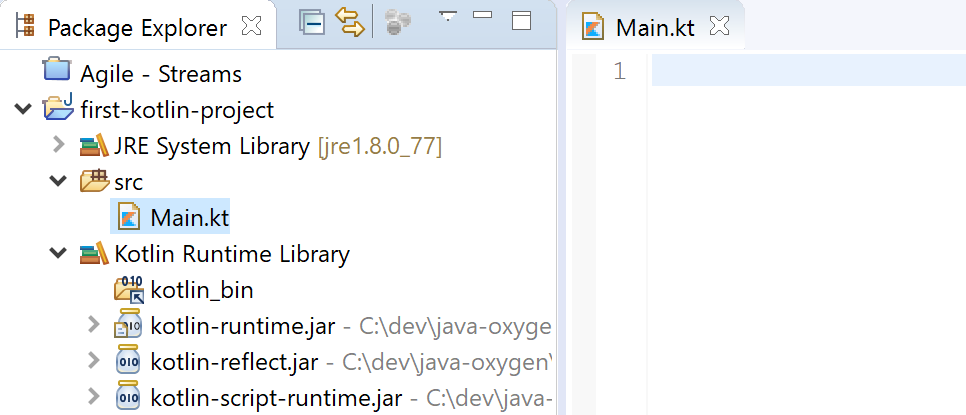 Package Explorer
Main.kt
Agile - Streams
1
first-kotlin-project
JRE System Library [jre1.8.0_77]
src
Main.kt
Kotlin Runtime Library
kotlin_bin
kotlin-runtime.jar - C:\dev\java-oxyge
kotlin-reflect.jar - C:\dev\java-oxygen\
kotlin-script-runtime.jar - C:\dev\java-